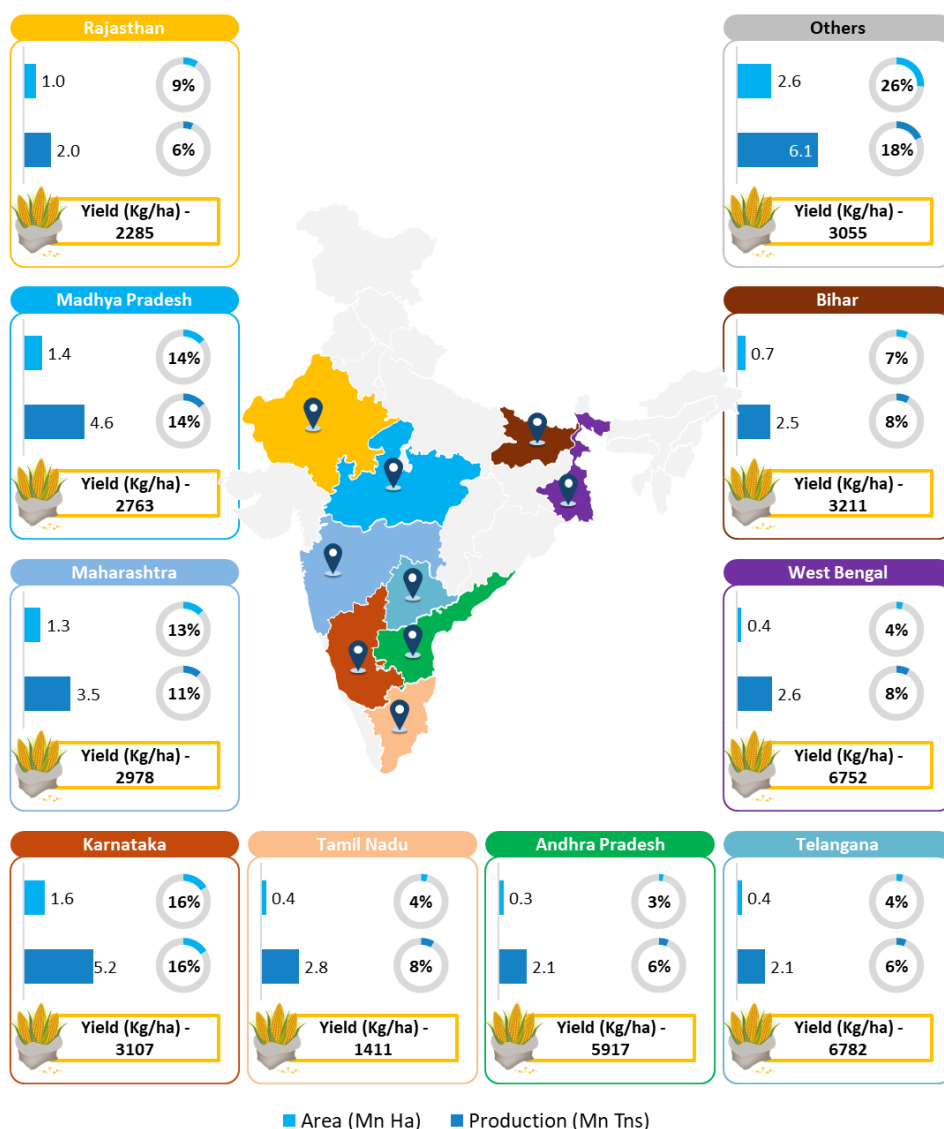 Rajasthan
1.0
9%
2.0
6%
Yield (Kg/ha) -
2285
Others
2.6
26%
6.1
18%
Yield (Kg/ha) -
3055
Madhya Pradesh
1.4
14%
4.6
14%
Yield (Kg/ha) -
2763
Bihar
0.7
7%
2.5
8%
Yield (Kg/ha) -
3211
Maharashtra
1.3
13%
3.5
11%
Yield (Kg/ha) -
2978
West Bengal
0.4
4%
2.6
8%
Yield (Kg/ha) -
6752
Karnataka
1.6
16%
5.2
16%
Yield (Kg/ha) -
3107
Tamil Nadu
0.4
4%
2.8
8%
Yield (Kg/ha) -
1411
Andhra Pradesh
0.3
3%
2.1
6%
Yield (Kg/ha) -
5917
Telangana
0.4
4%
2.1
6%
Yield (Kg/ha) -
6782
Area (Mn Ha) Production (Mn Tns)